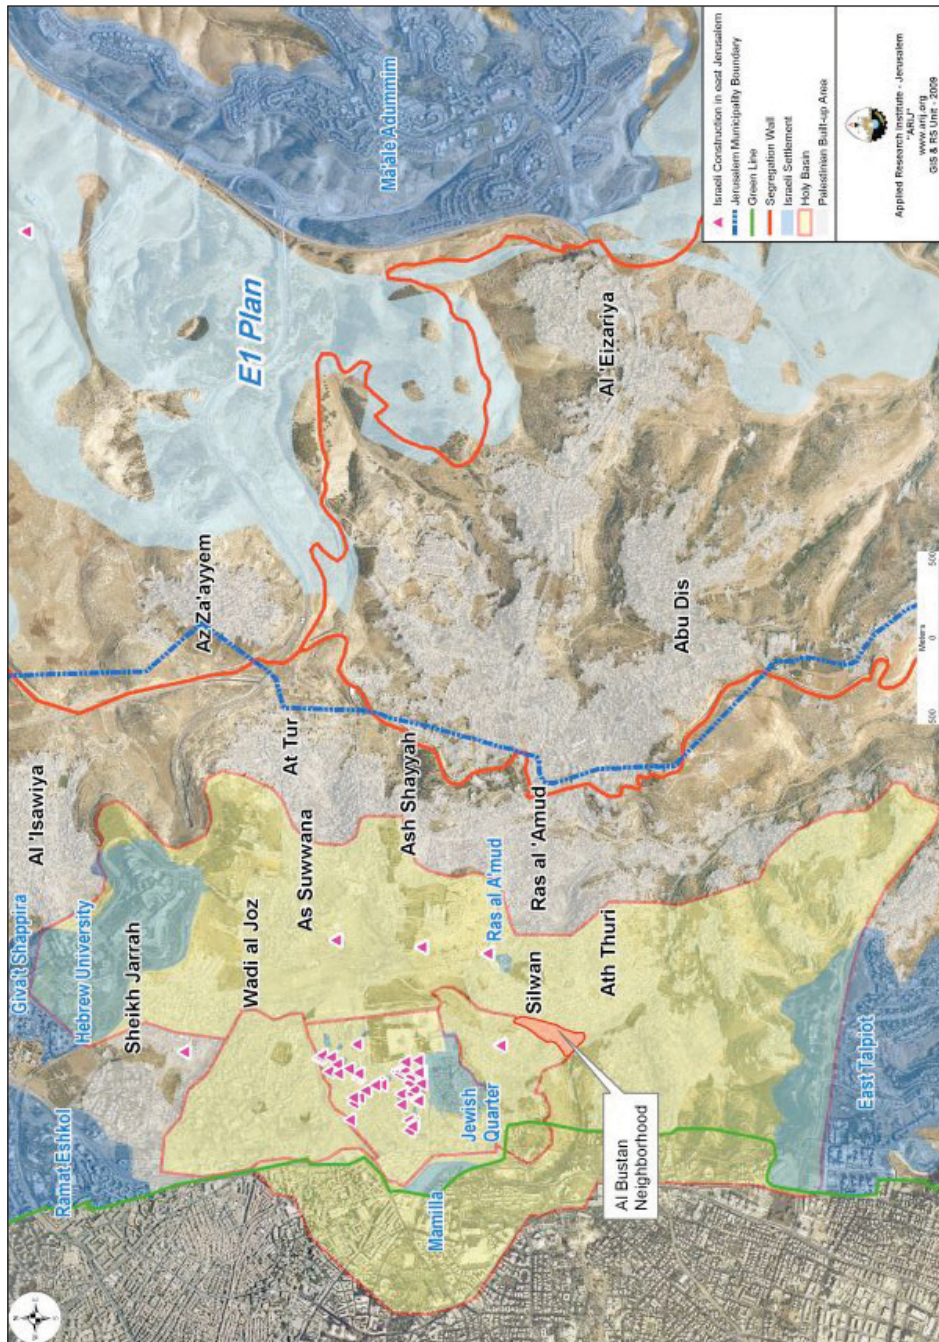 Giva't Shappira
Al 'Isawiya
Ramat Eshkol
Hebrew University
Sheikh Jarrah
Az Za'ayyem
E1 Plan
Wadi al Joz
At Tur
As Suwwana
Ma'ale Adummim
Ash Shayyah
Mamilla
Jewish
Quarter
Ras al A'mud
Silwan
Ras al 'Amud
Ath Thuri
Al 'Eizariya
Al Bustan
Neighborhood
Abu Dis
East Talpiot
Israeli Construction in east Jerusalem
Jerusalem Municipality Boundary
Green Line
Segregation Wall
Israeli Settlement
Holy Basin
Palestinian Built-up Area
Applied Research Institute - Jerusalem
"ARIJ"
www.arij.org
GIS & RS Unit - 2009
Meters
500 0 500